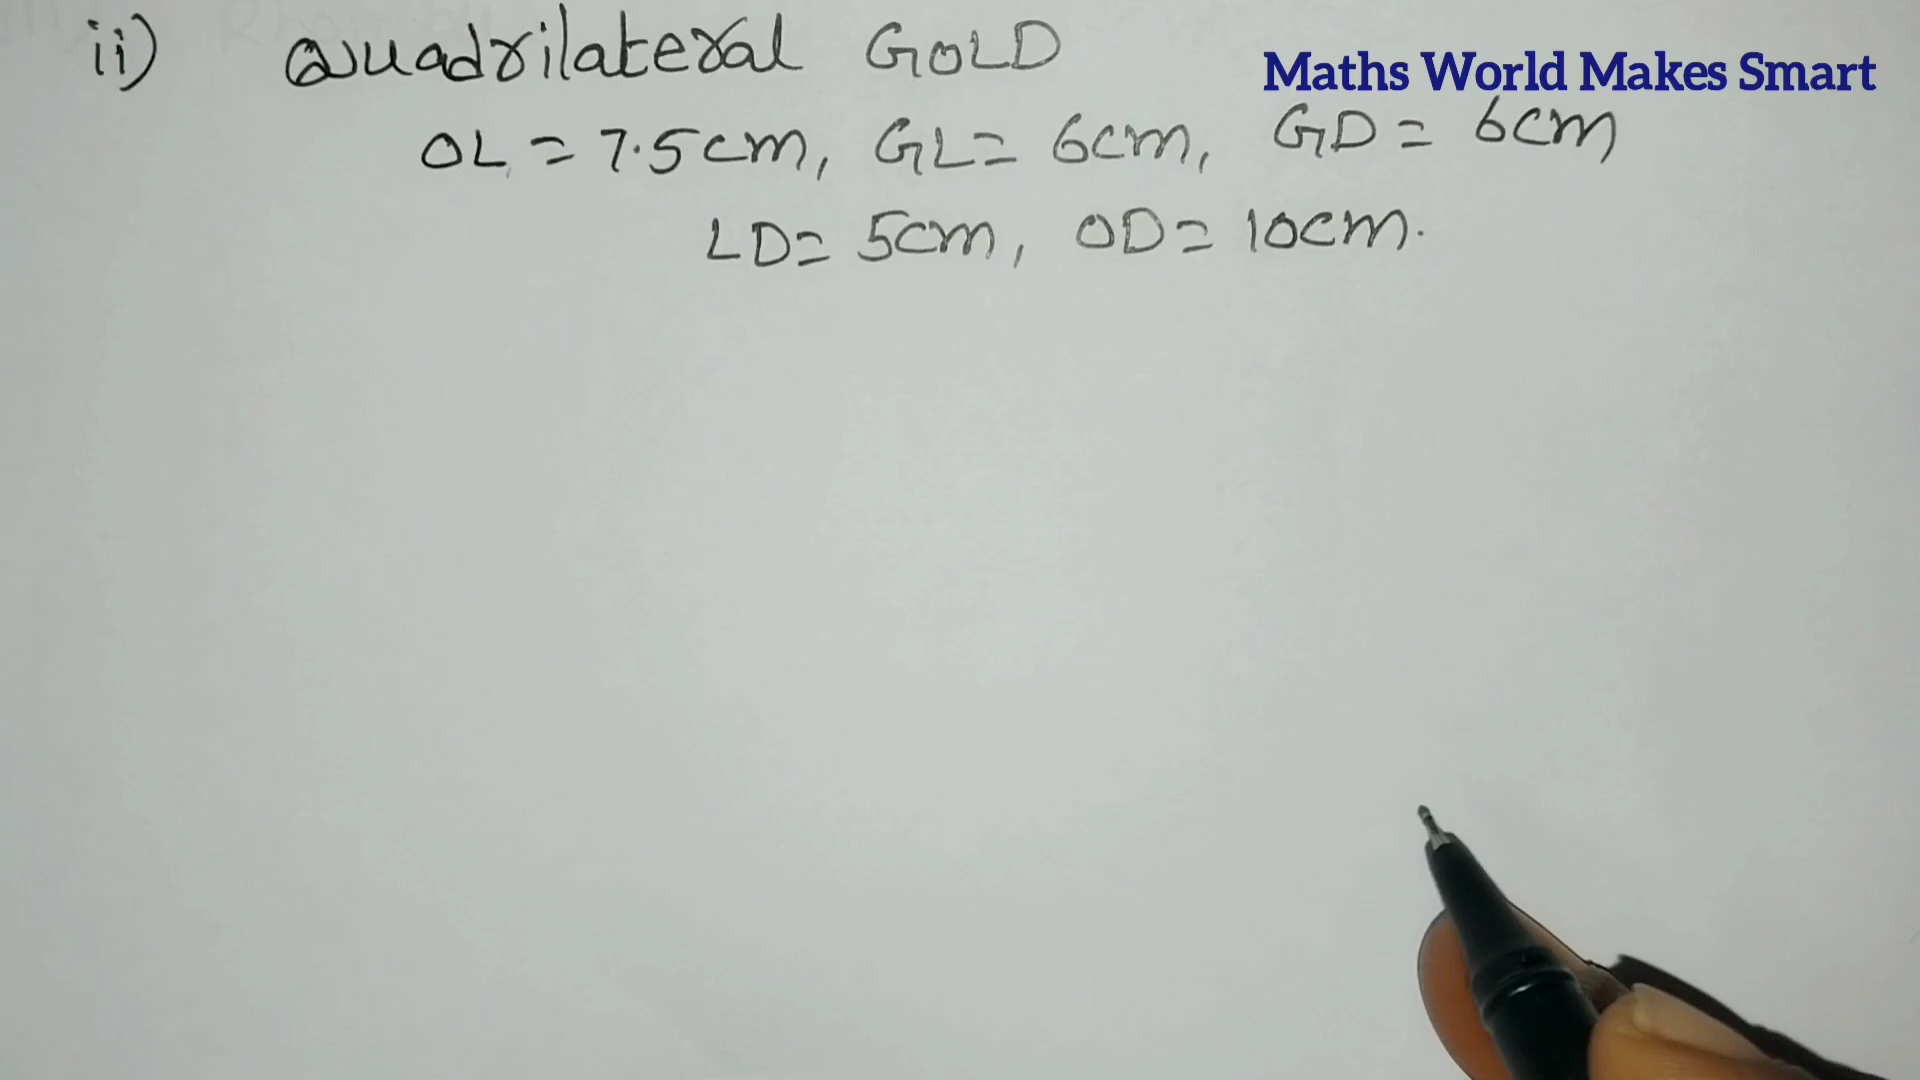 ii) Quadrilateral GOLD
Maths World Makes Smart
OL = 7.5cm, GL = 6cm, GD = 6cm
LD = 5cm, OD = 10cm.